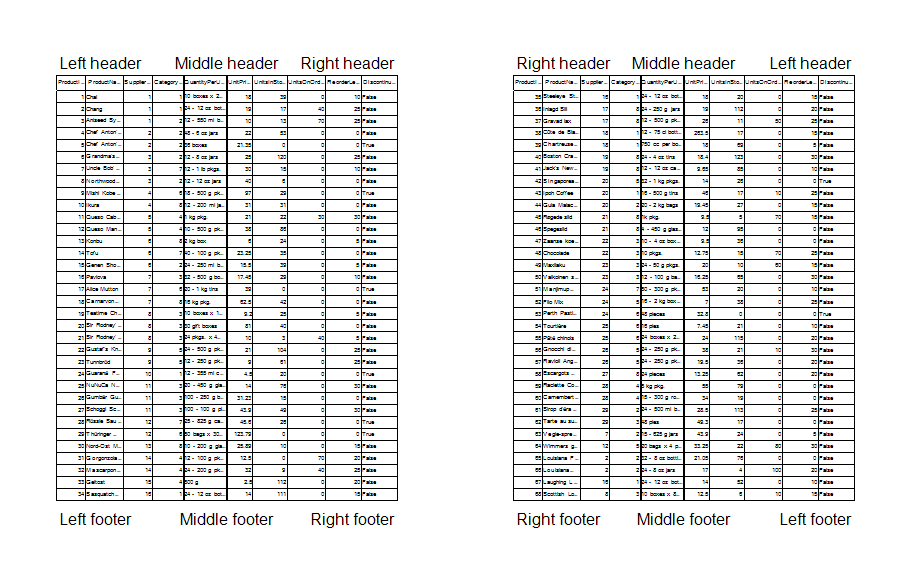 Left header Middle header Right header
ProductI... ProductNa... Supplier... Category... QuantityPerU... UnitPri... UnitsInSto... UnitsOnOrd... ReorderLe... Discontinu...
1 Chai 1 1 10 boxes x 2... 18 39 0 10 False
2 Chang 1 1 24 - 12 oz bot... 19 17 40 25 False
3 Aniseed Sy... 1 2 12 - 550 ml b... 10 13 70 25 False
4 Chef Anton'... 2 2 48 - 6 oz jars 22 53 0 0 False
5 Chef Anton'... 2 2 36 boxes 21.35 0 0 0 True
6 Grandma's... 3 2 12 - 8 oz jars 25 120 0 25 False
7 Uncle Bob'... 3 7 12 - 1 lb pkgs. 30 15 0 10 False
8 Northwood... 3 2 12 - 12 oz jars 40 6 0 0 False
9 Mishi Kobe... 4 6 18 - 500 g pk... 97 29 0 0 True
10 Ikura 4 8 12 - 200 ml ja... 31 31 0 0 False
11 Queso Cab... 5 4 1 kg pkg. 21 22 30 30 False
12 Queso Man... 5 4 10 - 500 g pk... 38 86 0 0 False
13 Konbu 6 8 2 kg box 6 24 0 5 False
14 Tofu 6 7 40 - 100 g pk... 23.25 35 0 0 False
15 Genen Sho... 6 2 24 - 250 ml b... 15.5 39 0 5 False
16 Pavlova 7 3 32 - 500 g bo... 17.45 29 0 10 False
17 Alice Mutton 7 6 20 - 1 kg tins 39 0 0 0 True
18 Carnarvon... 7 8 16 kg pkg. 62.5 42 0 0 False
19 Teatime Ch... 8 3 10 boxes x 1... 9.2 25 0 5 False
20 Sir Rodney'... 8 3 30 gift boxes 81 40 0 0 False
21 Sir Rodney'... 8 3 24 pkgs. x 4... 10 3 40 5 False
22 Gustaf's Kn... 9 5 24 - 500 g pk... 21 104 0 25 False
23 Tunnbröd 9 5 12 - 250 g pk... 9 61 0 25 False
24 Guaraná F... 10 1 12 - 355 ml c... 4.5 20 0 0 True
25 NuNuCa N... 11 3 20 - 450 g gla... 14 76 0 30 False
26 Gumbär Gu... 11 3 100 - 250 g b... 31.23 15 0 0 False
27 Schoggi Sc... 11 3 100 - 100 g pi... 43.9 49 0 30 False
28 Rössle Sau... 12 7 25 - 825 g ca... 45.6 26 0 0 True
29 Thüringer... 12 6 50 bags x 30... 123.79 0 0 0 True
30 Nord-Ost M... 13 8 10 - 200 g gla... 25.89 10 0 15 False
31 Gorgonzola... 14 4 12 - 100 g pk... 12.5 0 70 20 False
32 Mascarpon... 14 4 24 - 200 g pk... 32 9 40 25 False
33 Geitost 15 4 500 g 2.5 112 0 20 False
34 Sasquatch... 16 1 24 - 12 oz bot... 14 111 0 15 False
Left footer Middle footer Right footer
Right header Middle header Left header
ProductI... ProductNa... Supplier... Category... QuantityPerU... UnitPri... UnitsInSto... UnitsOnOrd... ReorderLe... Discontinu...
35 Steeleye St... 16 1 24 - 12 oz bot... 18 20 0 15 False
36 Inlagd Sill 17 8 24 - 250 g jars 19 112 0 20 False
37 Gravad lax 17 8 12 - 500 g pk... 26 11 50 25 False
38 Côte de Bla... 18 1 12 - 75 cl bott... 263.5 17 0 15 False
39 Chartreuse... 18 1 750 cc per bo... 18 69 0 5 False
40 Boston Cra... 19 8 24 - 4 oz tins 18.4 123 0 30 False
41 Jack's New... 19 8 12 - 12 oz ca... 9.65 85 0 10 False
42 Singaporea... 20 5 32 - 1 kg pkgs. 14 26 0 0 True
43 Ipoh Coffee 20 1 16 - 500 g tins 46 17 10 25 False
44 Gula Malac... 20 2 20 - 2 kg bags 19.45 27 0 15 False
45 Rogede sild 21 8 1k pkg. 9.5 5 70 15 False
46 Spegesild 21 8 4 - 450 g glas... 12 95 0 0 False
47 Zaanse koe... 22 3 10 - 4 oz box... 9.5 36 0 0 False
48 Chocolade 22 3 10 pkgs. 12.75 15 70 25 False
49 Maxilaku 23 3 24 - 50 g pkgs. 20 10 60 15 False
50 Valkoinen s... 23 3 12 - 100 g ba... 16.25 65 0 30 False
51 Manjimup... 24 7 50 - 300 g pk... 53 20 0 10 False
52 Filo Mix 24 5 16 - 2 kg box... 7 38 0 25 False
53 Perth Pasti... 24 6 48 pieces 32.8 0 0 0 True
54 Tourtière 25 6 16 pies 7.45 21 0 10 False
55 Pâté chinois 25 6 24 boxes x 2... 24 115 0 20 False
56 Gnocchi di... 26 5 24 - 250 g pk... 38 21 10 30 False
57 Ravioli Ang... 26 5 24 - 250 g pk... 19.5 36 0 20 False
58 Escargots... 27 8 24 pieces 13.25 62 0 20 False
59 Raclette Co... 28 4 5 kg pkg. 55 79 0 0 False
60 Camembert... 28 4 15 - 300 g ro... 34 19 0 0 False
61 Sirop d'éra... 29 2 24 - 500 ml b... 28.5 113 0 25 False
62 Tarte au su... 29 3 48 pies 49.3 17 0 0 False
63 Vegie-spre... 7 2 15 - 625 g jars 43.9 24 0 5 False
64 Wimmers g... 12 5 20 bags x 4 p... 33.25 22 80 30 False
65 Louisiana F... 2 2 32 - 8 oz bottl... 21.05 76 0 0 False
66 Louisiana... 2 2 24 - 8 oz jars 17 4 100 20 False
67 Laughing L... 16 1 24 - 12 oz bot... 14 52 0 10 False
68 Scottish Lo... 8 3 10 boxes x 8... 12.5 6 10 15 False
Right footer Middle footer Left footer